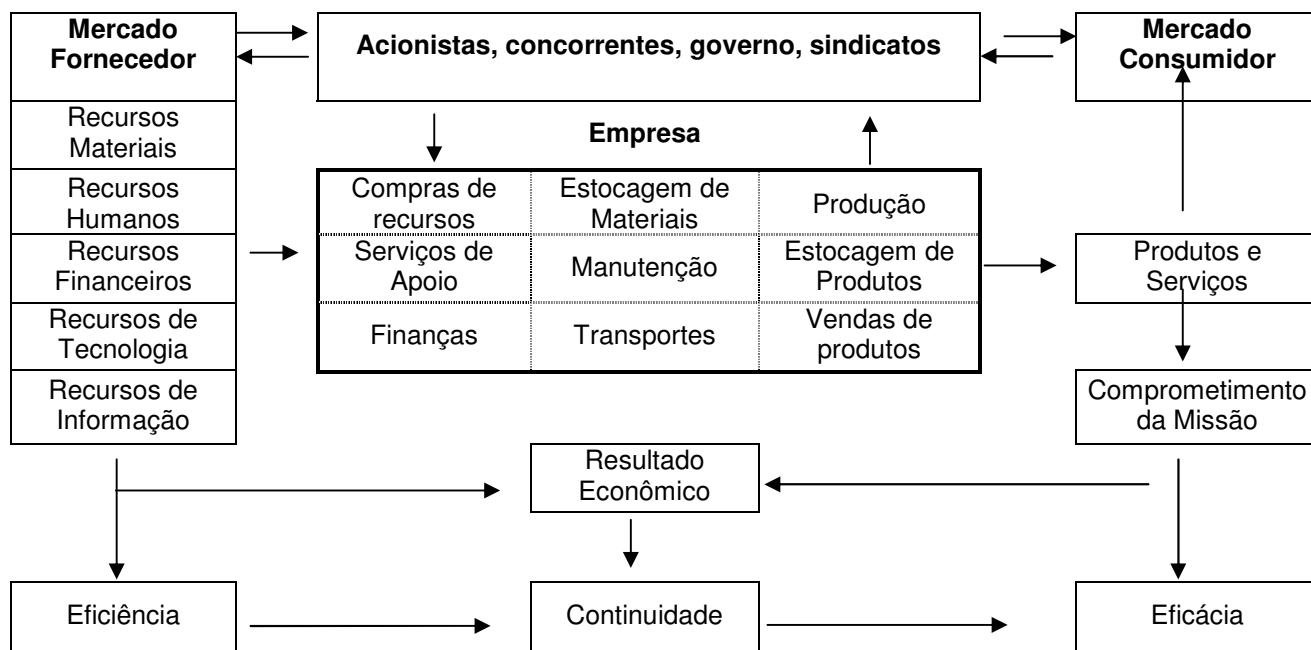 Mercado
Fornecedor
Acionistas, concorrentes, governo, sindicatos
Mercado
Consumidor
Recursos
Materiais
Recursos
Humanos
Recursos
Financeiros
Recursos de
Tecnologia
Recursos de
Informação
Empresa
Compras de
recursos
Estocagem de
Materiais
Produção
Serviços de
Apoio
Manutenção
Estocagem de
Produtos
Finanças
Transportes
Vendas de
produtos
Produtos e
Serviços
Comprometimento
da Missão
Resultado
Econômico
Eficiência
Continuidade
Eficácia